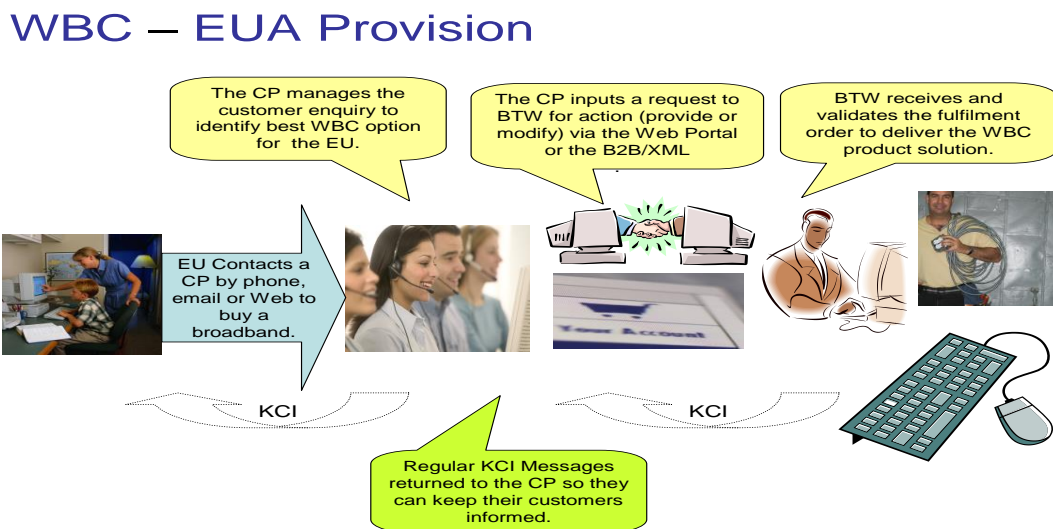 WBC – EUA Provision
The CP manages the
customer enquiry to
identify best WBC option
for the EU.
The CP inputs a request to
BTW for action (provide or
modify) via the Web Portal
or the B2B/XML
BTW receives and
validates the fulfilment
order to deliver the WBC
product solution.
EU Contacts a
CP by phone,
email or Web to
buy a
broadband.
Your Account
KCI
KCI
Regular KCI Messages
returned to the CP so they
can keep their customers
informed.